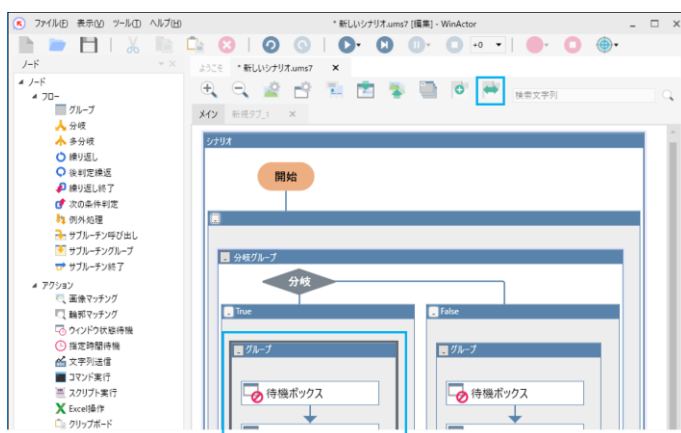 ファイル(F) 表示(V) ツール(T) ヘルプ(H)
* 新しいシナリオ.ums7 [編集] - WinActor
+0
ノード
ようこそ * 新しいシナリオ.ums7
検索文字列
メイン 新規タブ_1
ノード
フロー
グループ
分岐
多分岐
繰り返し
後判定繰返
繰り返し終了
次の条件判定
例外処理
サブルーチン呼び出し
サブルーチングループ
サブルーチン終了
アクション
画像マッチング
輪郭マッチング
ウィンドウ状態待機
指定時間待機
文字列送信
コマンド実行
スクリプト実行
Excel操作
クリップボード
シナリオ
開始
分岐グループ
分岐
True
False
グループ
グループ
待機ボックス
待機ボックス